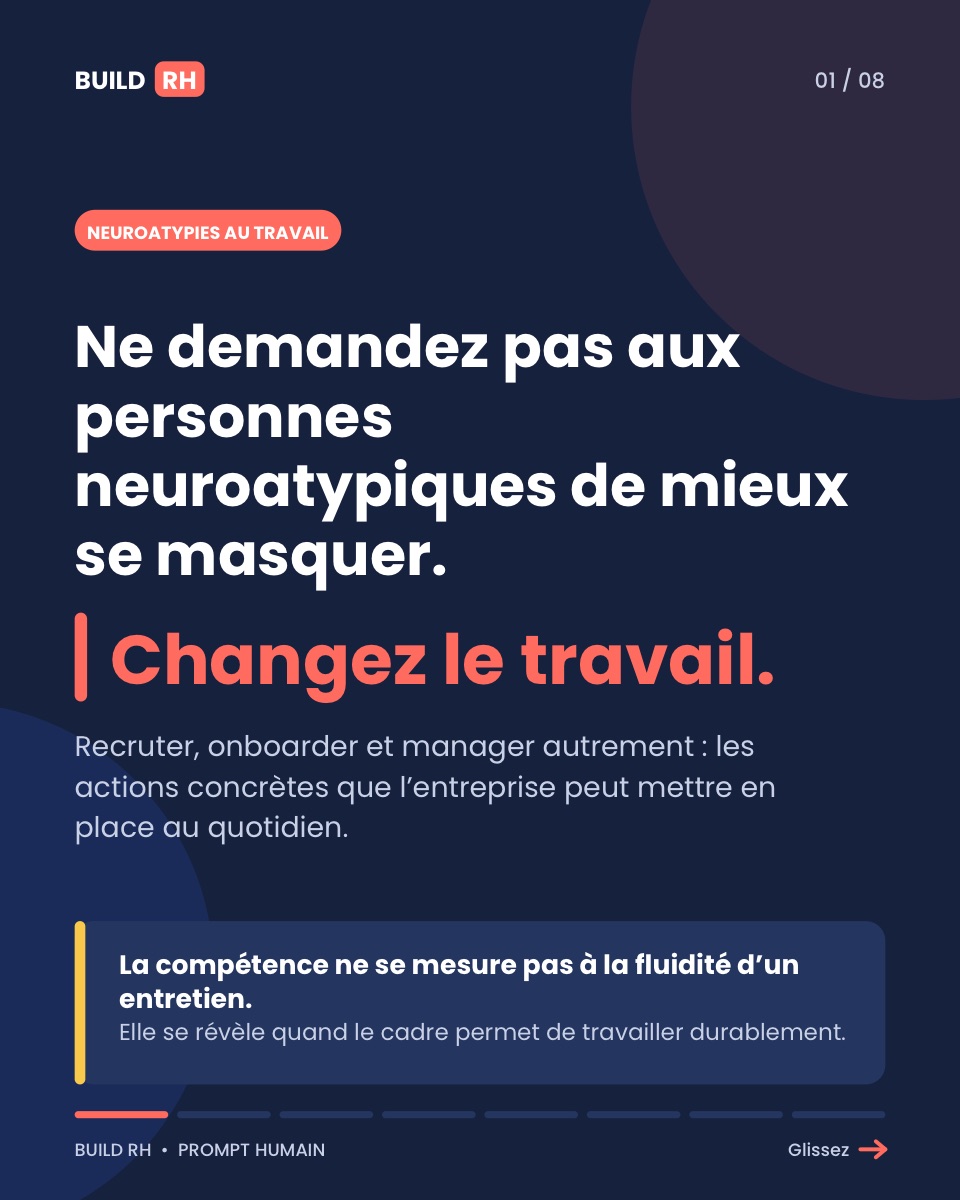 BUILD RH
01 / 08
NEUROATYPIES AU TRAVAIL
Ne demandez pas aux
personnes
neuroatypiques de mieux
se masquer.
Changez le travail.
Recruter, onboarder et manager autrement : les
actions concrètes que l’entreprise peut mettre en
place au quotidien.
La compétence ne se mesure pas à la fluidité d’un
entretien.
Elle se révèle quand le cadre permet de travailler durablement.
BUILD RH • PROMPT HUMAIN
Glissez